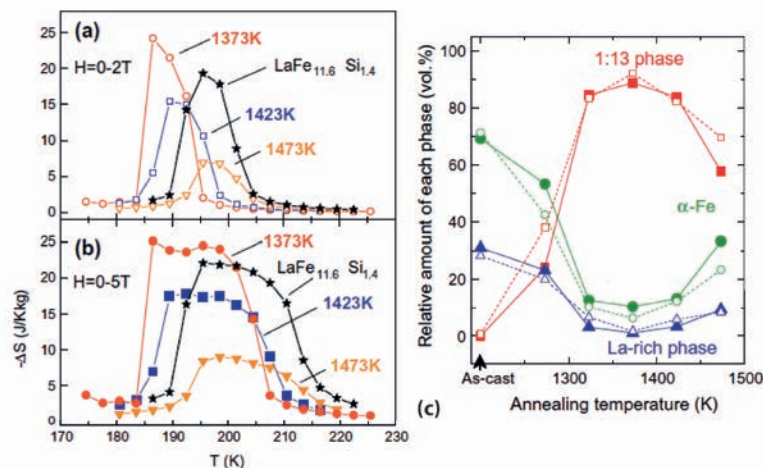 (a)
H=0-2T
1373K
LaFe11.6 Si1.4
1423K
1473K
25
20
15
10
5
0
(b)
H=0-5T
1373K
LaFe11.6 Si1.4
1423K
1473K
25
20
15
10
5
0
-ΔS (J/Kkg)
170 180 190 200 210 220 230
T (K)
100
80
60
40
20
0
Relative amount of each phase (vol.%)
1:13 phase
α-Fe
La-rich phase
As-cast
1300 1400 1500
(c)
Annealing temperature (K)